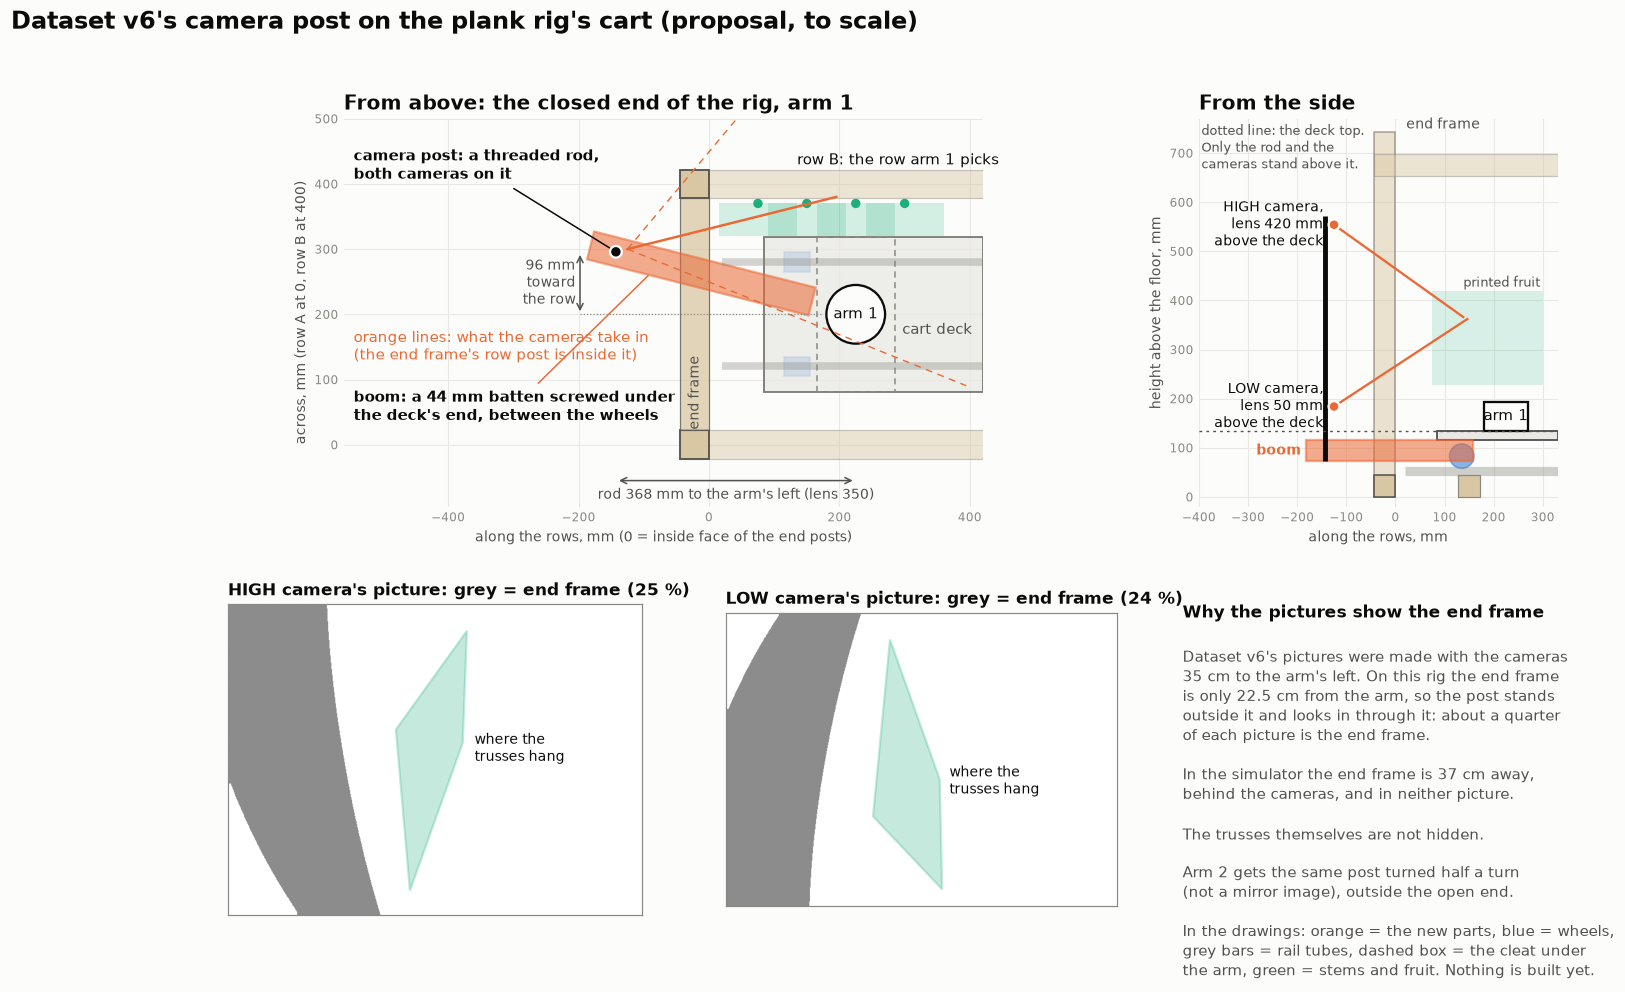 Dataset v6's camera post on the plank rig's cart (proposal, to scale)
From above: the closed end of the rig, arm 1
500
400
300
200
100
0
across, mm (row A at 0, row B at 400)
camera post: a threaded rod,
both cameras on it
row B: the row arm 1 picks
96 mm
toward
the row
arm 1
cart deck
orange lines: what the cameras take in
(the end frame's row post is inside it)
boom: a 44 mm batten screwed under
the deck's end, between the wheels
end frame
rod 368 mm to the arm's left (lens 350)
−400
−200
0
200
400
along the rows, mm (0 = inside face of the end posts)
From the side
dotted line: the deck top.
Only the rod and the
cameras stand above it.
end frame
700
600
500
400
300
200
100
0
height above the floor, mm
HIGH camera,
lens 420 mm
above the deck
printed fruit
LOW camera,
lens 50 mm
above the deck
arm 1
boom
−400
−300
−200
−100
0
100
200
300
along the rows, mm
HIGH camera's picture: grey = end frame (25 %)
where the
trusses hang
LOW camera's picture: grey = end frame (24 %)
where the
trusses hang
Why the pictures show the end frame
Dataset v6's pictures were made with the cameras
35 cm to the arm's left. On this rig the end frame
is only 22.5 cm from the arm, so the post stands
outside it and looks in through it: about a quarter
of each picture is the end frame.
In the simulator the end frame is 37 cm away,
behind the cameras, and in neither picture.
The trusses themselves are not hidden.
Arm 2 gets the same post turned half a turn
(not a mirror image), outside the open end.
In the drawings: orange = the new parts, blue = wheels,
grey bars = rail tubes, dashed box = the cleat under
the arm, green = stems and fruit. Nothing is built yet.